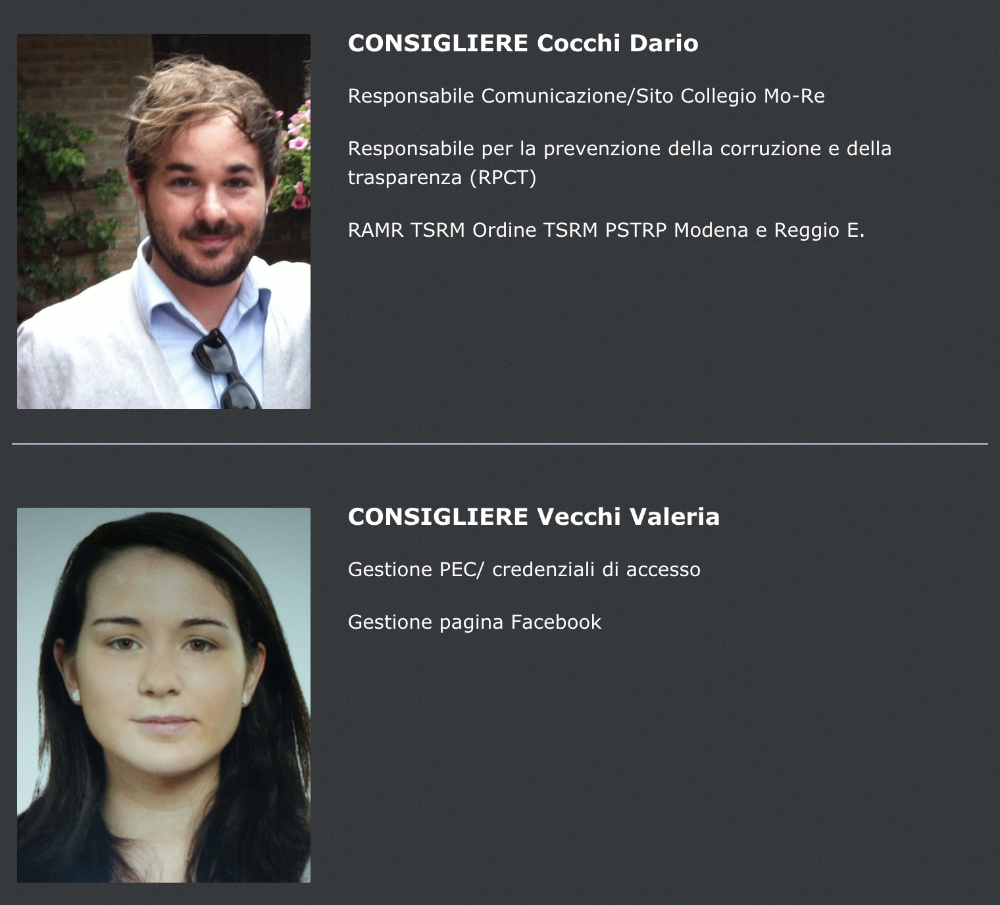 CONSIGLIERE Cocchi Dario
Responsabile Comunicazione/Sito Collegio Mo-Re
Responsabile per la prevenzione della corruzione e della
trasparenza (RPCT)
RAMR TSRM Ordine TSRM PSTRP Modena e Reggio E.
CONSIGLIERE Vecchi Valeria
Gestione PEC/ credenziali di accesso
Gestione pagina Facebook